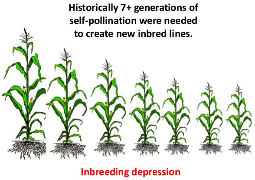 Historically 7+ generations of
self-pollination were needed
to create new inbred lines.
Inbreeding depression